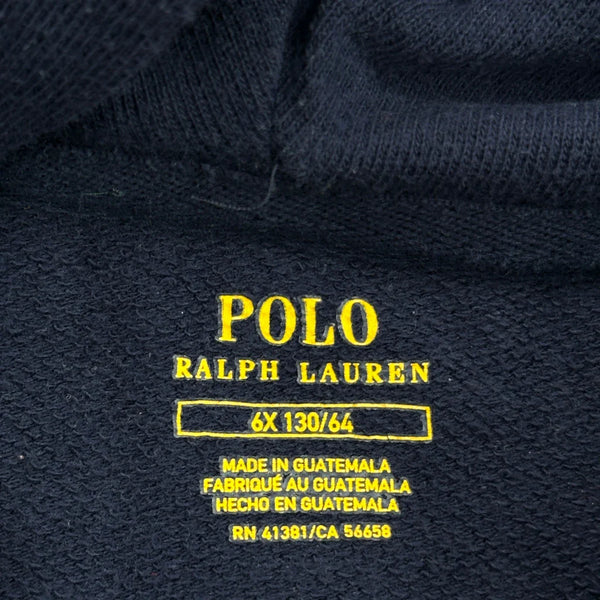 POLO
RALPH LAUREN
6X 130/64
MADE IN GUATEMALA
FABRIQUÉ AU GUATEMALA
HECHO EN GUATEMALA
RN 41381/CA 56658